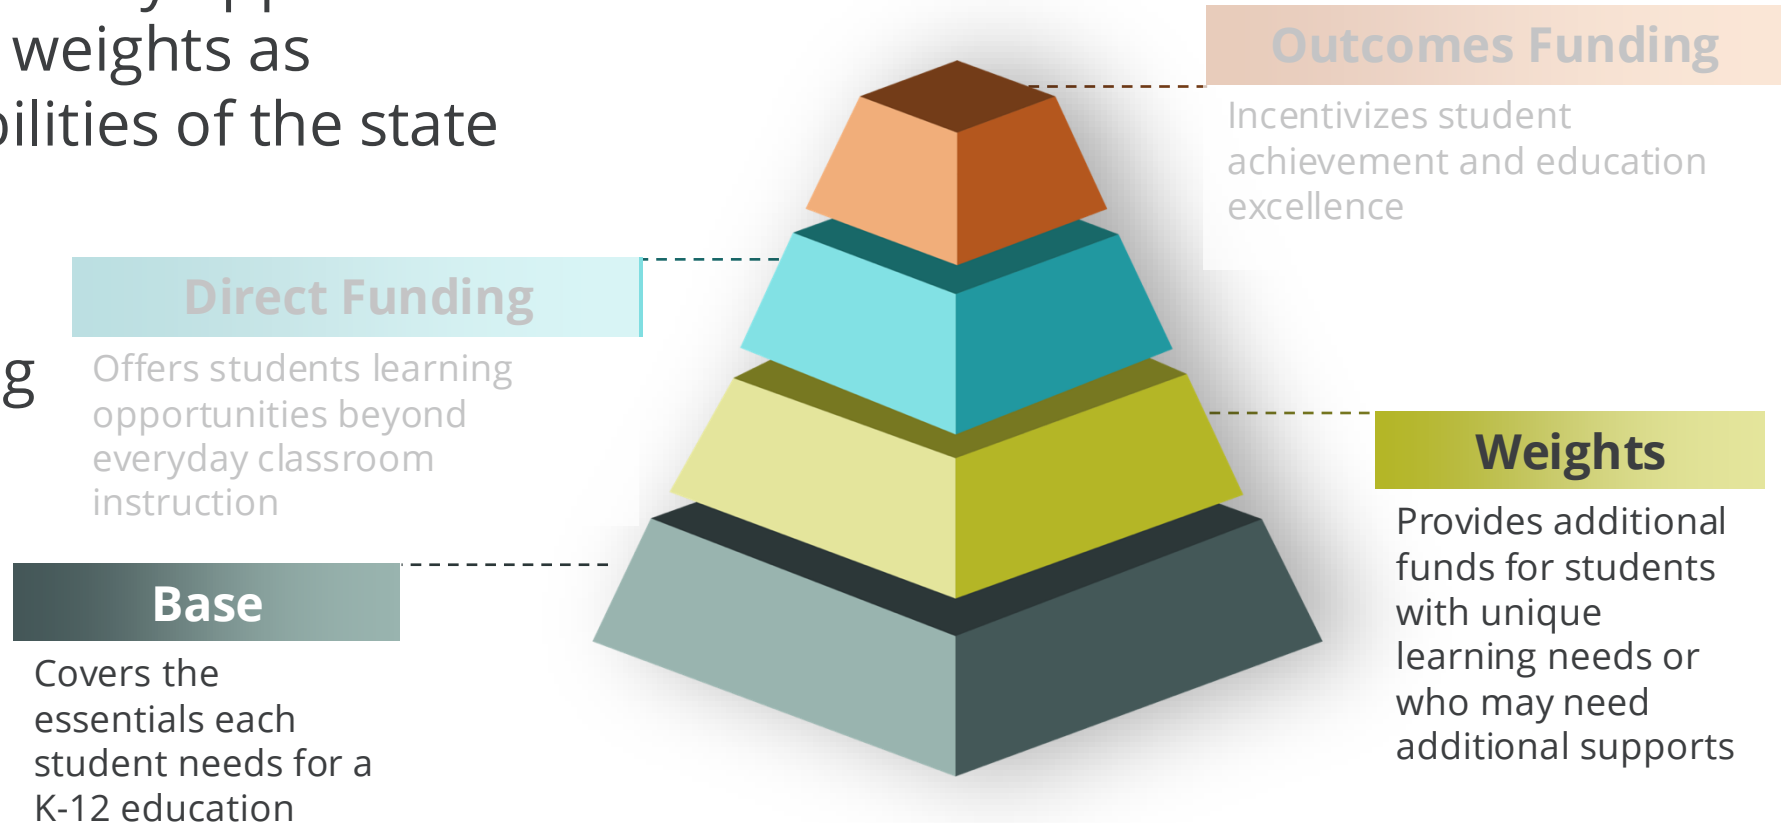 weights as
of the state
Outcomes Funding
Incentivizes student
achievement and education
excellence
Direct Funding
Offers students learning
opportunities beyond
everyday classroom
instruction
Weights
Provides additional
funds for students
with unique
learning needs or
who may need
additional supports
Base
Covers the
essentials each
student needs for a
K-12 education